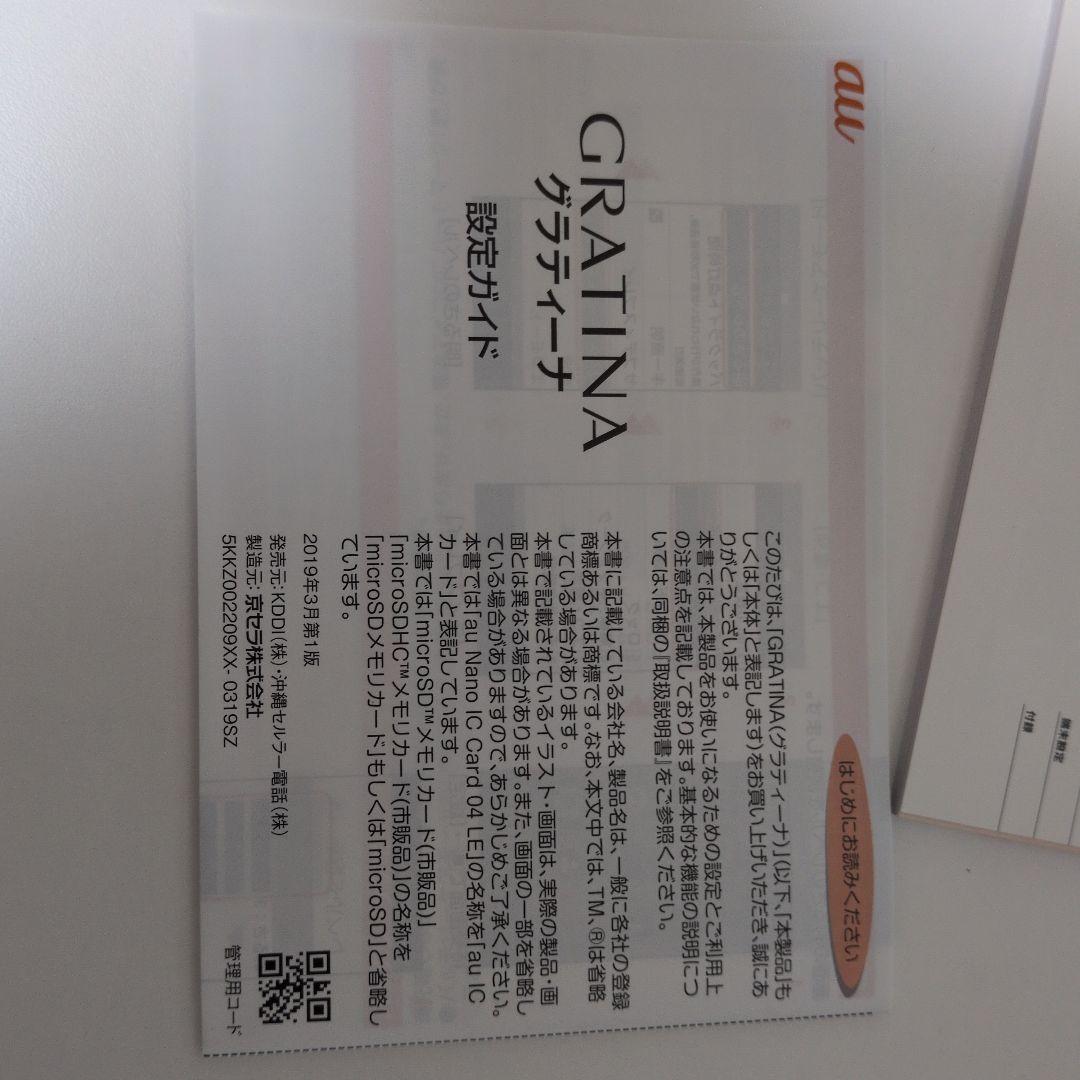 au
はじめにお読みください
GRATINA
グラティーナ
設定ガイド
このたびは、「GRATINA(グラティーナ)」(以下、「本製品」も
しくは「本体」と表記します)をお買い上げいただき、誠にあ
りがとうございます。
本書では、本製品をお使いになるための設定とご利用上
の注意点を記載しております。基本的な機能の説明につ
いては、同梱の『取扱説明書』をご参照ください。
本書に記載している会社名、製品名は、一般に各社の登録
商標あるいは商標です。なお、本文中では、TM、®は省略
している場合があります。
本書で記載されているイラスト・画面は、実際の製品・画
面とは異なる場合があります。また、画面の一部を省略し
ている場合がありますので、あらかじめご了承ください。
本書では「au Nano IC Card 04 LE」の名称を「au IC
カード」と表記しています。
本書では「microSD™メモリカード(市販品)」
「microSDHC™メモリカード(市販品)」の名称を
「microSDメモリカード」もしくは「microSD」と省略し
ています。
2019年3月第1版
発売元:KDDI(株)・沖縄セルラー電話(株)
製造元:京セラ株式会社
5KKZ002209XX- 0319SZ
管理用コード
付録